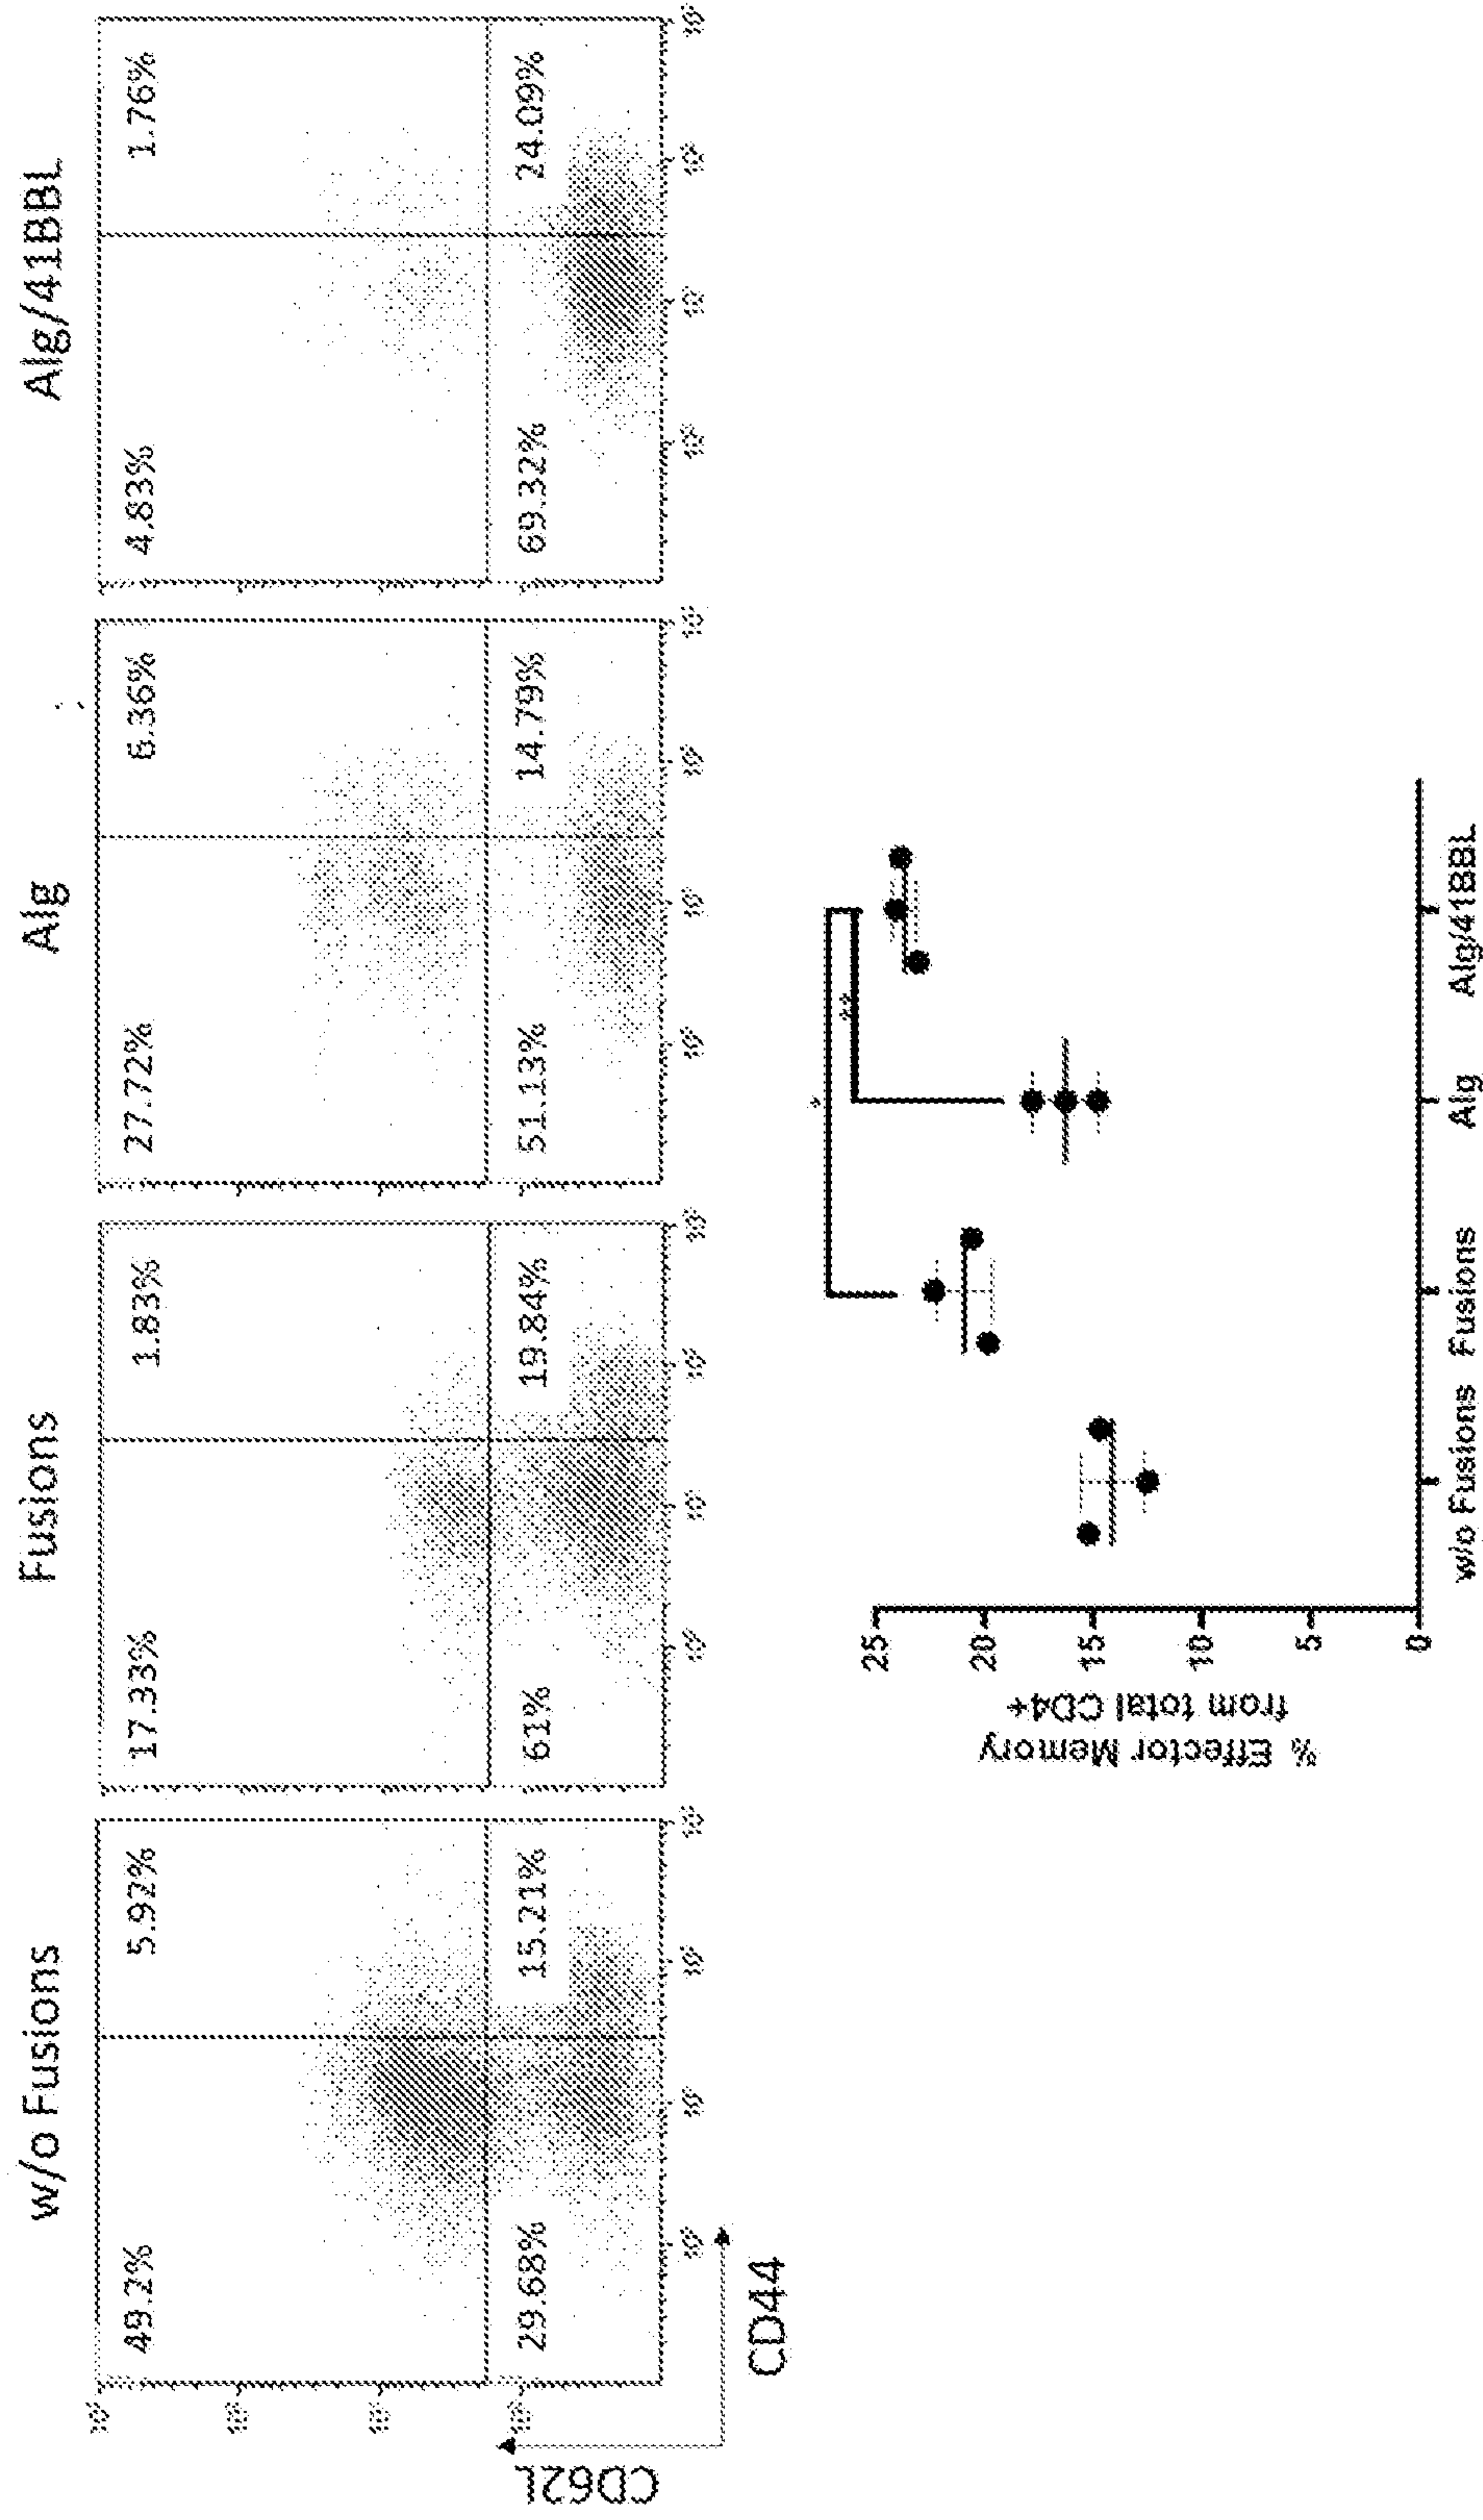 w/o Fusions
Fusions
Alg
Alg/41BBL
49.2%
5.92%
17.33%
1.83%
27.72%
6.36%
4.83%
1.76%
29.68%
15.21%
61%
19.84%
51.13%
14.79%
69.32%
24.09%
CD62L
CD44
% Effector Memory
from total CD4+
25
20
15
10
5
0
*
**
w/o Fusions
Fusions
Alg
Alg/41BBL